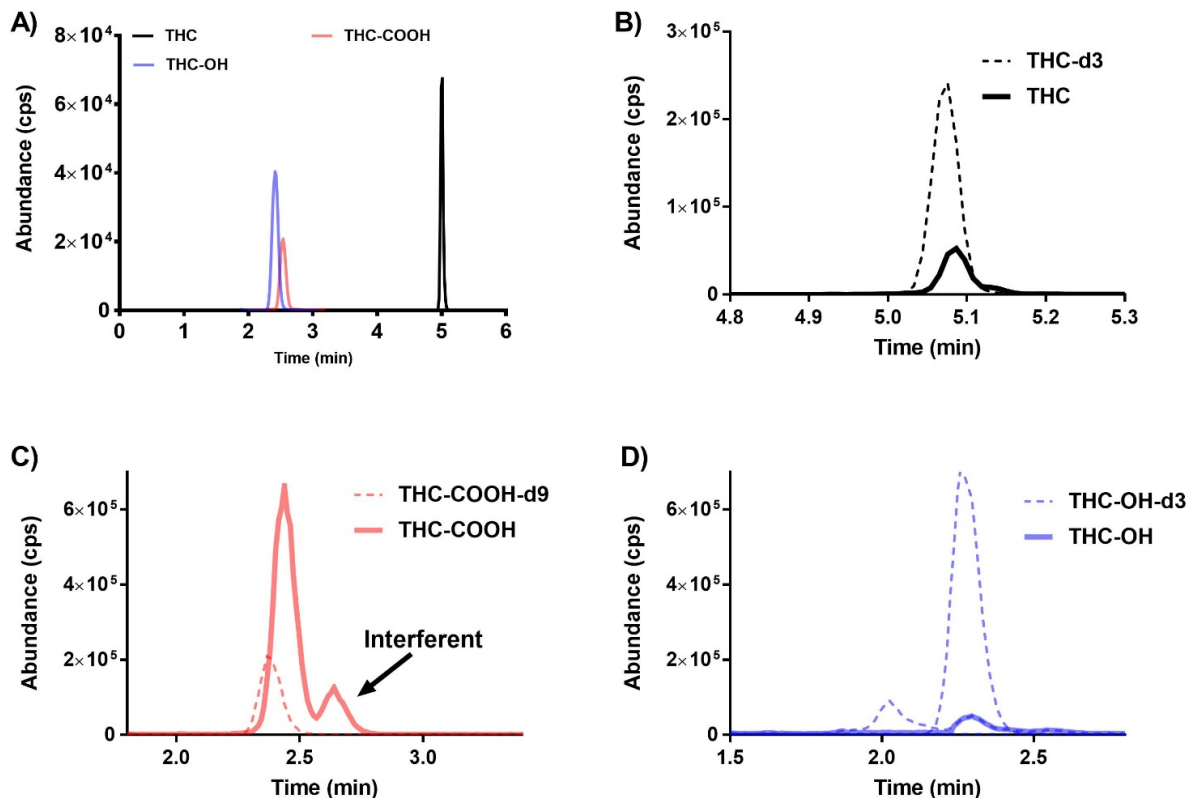 A)
THC
THC-COOH
THC-OH
Abundance (cps)
8×10⁴
6×10⁴
4×10⁴
2×10⁴
0
0 1 2 3 4 5 6
Time (min)
B)
THC-d3
THC
Abundance (cps)
3×10⁵
2×10⁵
1×10⁵
0
4.8 4.9 5.0 5.1 5.2 5.3
Time (min)
C)
THC-COOH-d9
THC-COOH
Interferent
Abundance (cps)
6×10⁵
4×10⁵
2×10⁵
0
2.0 2.5 3.0
Time (min)
D)
THC-OH-d3
THC-OH
Abundance (cps)
6×10⁵
4×10⁵
2×10⁵
0
1.5 2.0 2.5
Time (min)